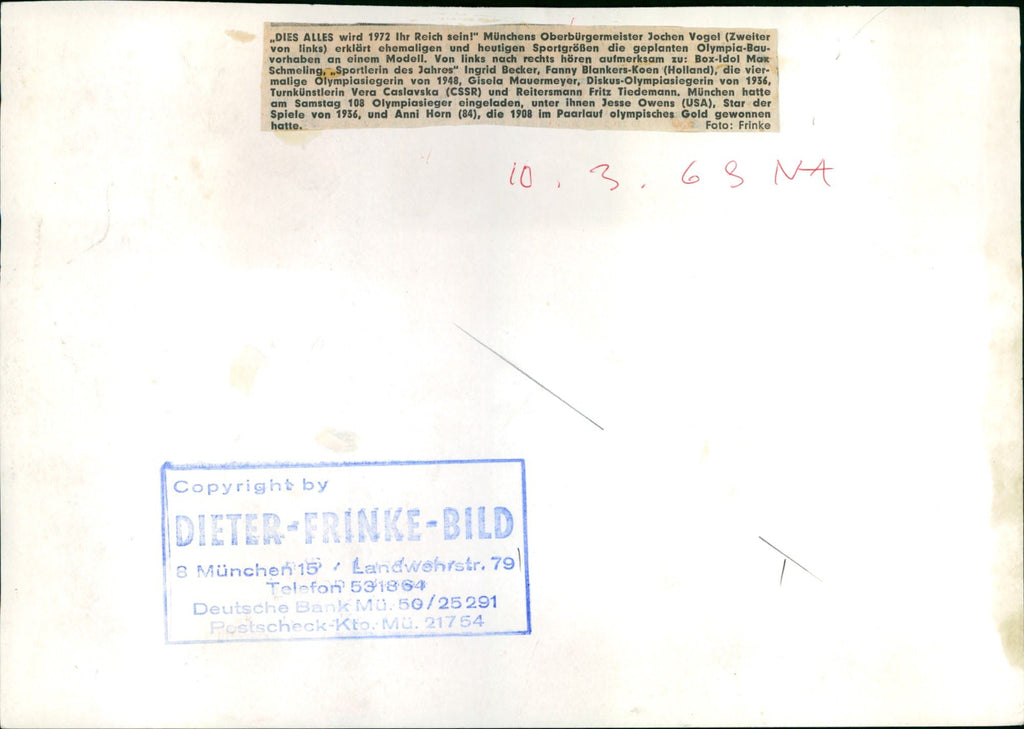 „DIES ALLES wird 1972 Ihr Reich sein!" Münchens Oberbürgermeister Jochen Vogel (Zweiter
von links) erklärt ehemaligen und heutigen Sportgrößen die geplanten Olympia-Bau-
vorhaben an einem Modell. Von links nach rechts hören aufmerksam zu: Box-Idol Max
Schmeling, „Sportlerin des Jahres" Ingrid Becker, Fanny Blankers-Koen (Holland), die vier-
malige Olympiasiegerin von 1948, Gisela Mauermeyer, Diskus-Olympiasiegerin von 1936,
Turnkünstlerin Vera Caslavska (CSSR) und Reitersmann Fritz Tiedemann. München hatte
am Samstag 108 Olympiasieger eingeladen, unter ihnen Jesse Owens (USA), Star der
Spiele von 1936, und Anni Horn (84), die 1908 im Paarlauf olympisches Gold gewonnen
hatte. Foto: Frinke
10. 3. 69 NA
Copyright by
DIETER-FRINKE-BILD
8 München 15 / Landwehrstr. 79
Telefon 531864
Deutsche Bank Mü. 50/25291
Postscheck-Kto. Mü. 21754